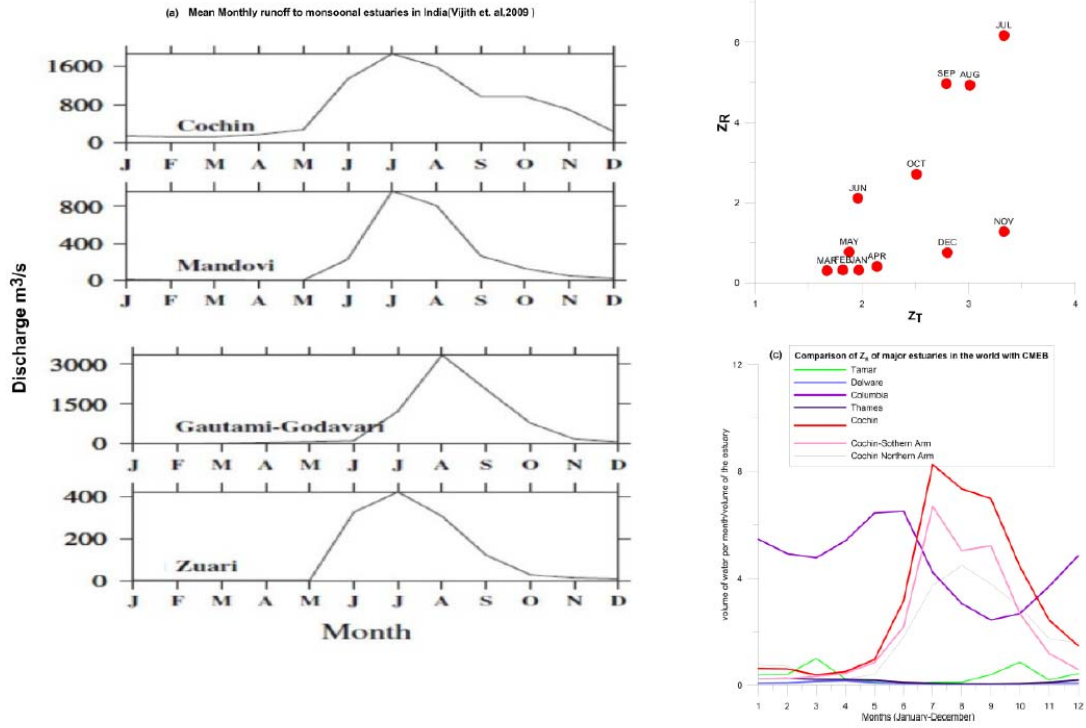 (a) Mean Monthly runoff to monsoonal estuaries in India(Vijith et. al,2009 )
Discharge m³/s
1600
800
0
Cochin
J F M A M J J A S O N D
800
400
0
Mandovi
J F M A M J J A S O N D
3000
1500
0
Gautami-Godavari
J F M A M J J A S O N D
400
200
0
Zuari
J F M A M J J A S O N D
Month
ZR
6
4
2
0
JUL
SEP AUG
OCT
JUN
NOV
MAY
DEC
MAR FEB JAN APR
1 2 3 4
ZT
(c) Comparison of Zₛ of major estuaries in the world with CMEB
Tamar
Delware
Columbia
Thames
Cochin
Cochin-Sothern Arm
Cochin Northern Arm
volume of water per month/volume of the estuary
12
8
4
0
1 2 3 4 5 6 7 8 9 10 11 12
Months (January-December)